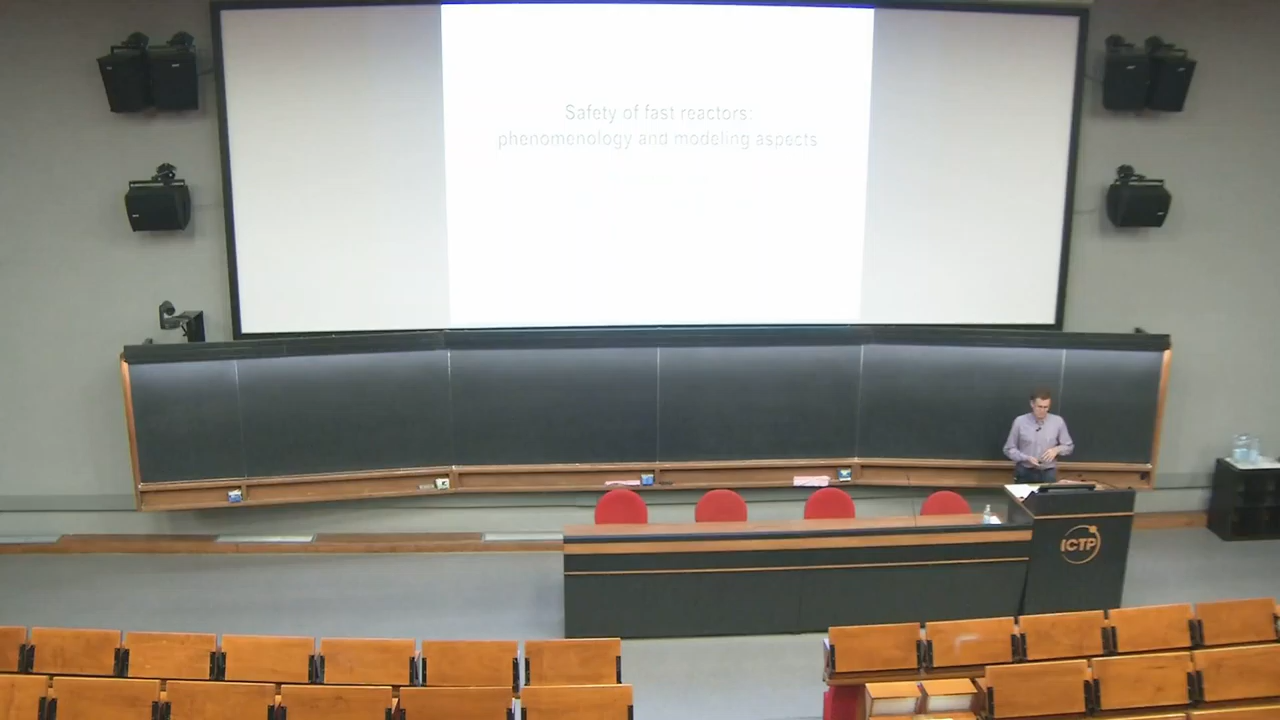 Safety of fast reactors:
phenomenology and modeling aspects
ICTP